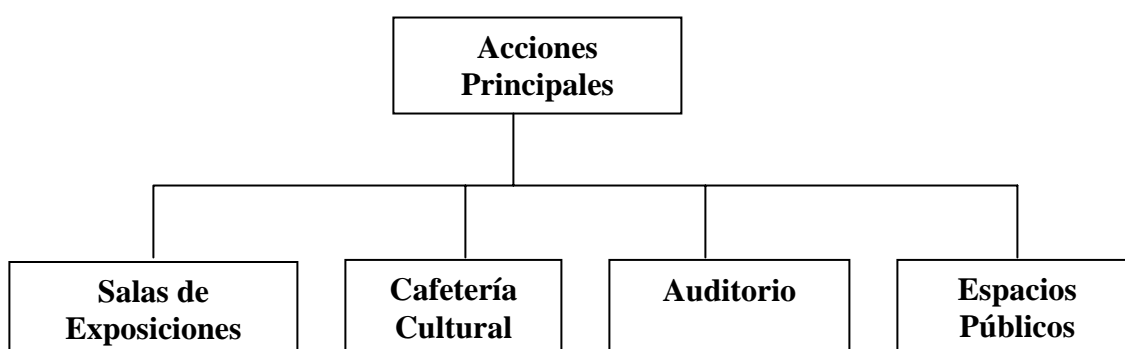 Acciones
Principales
Salas de
Exposiciones
Cafetería
Cultural
Auditorio
Espacios
Públicos